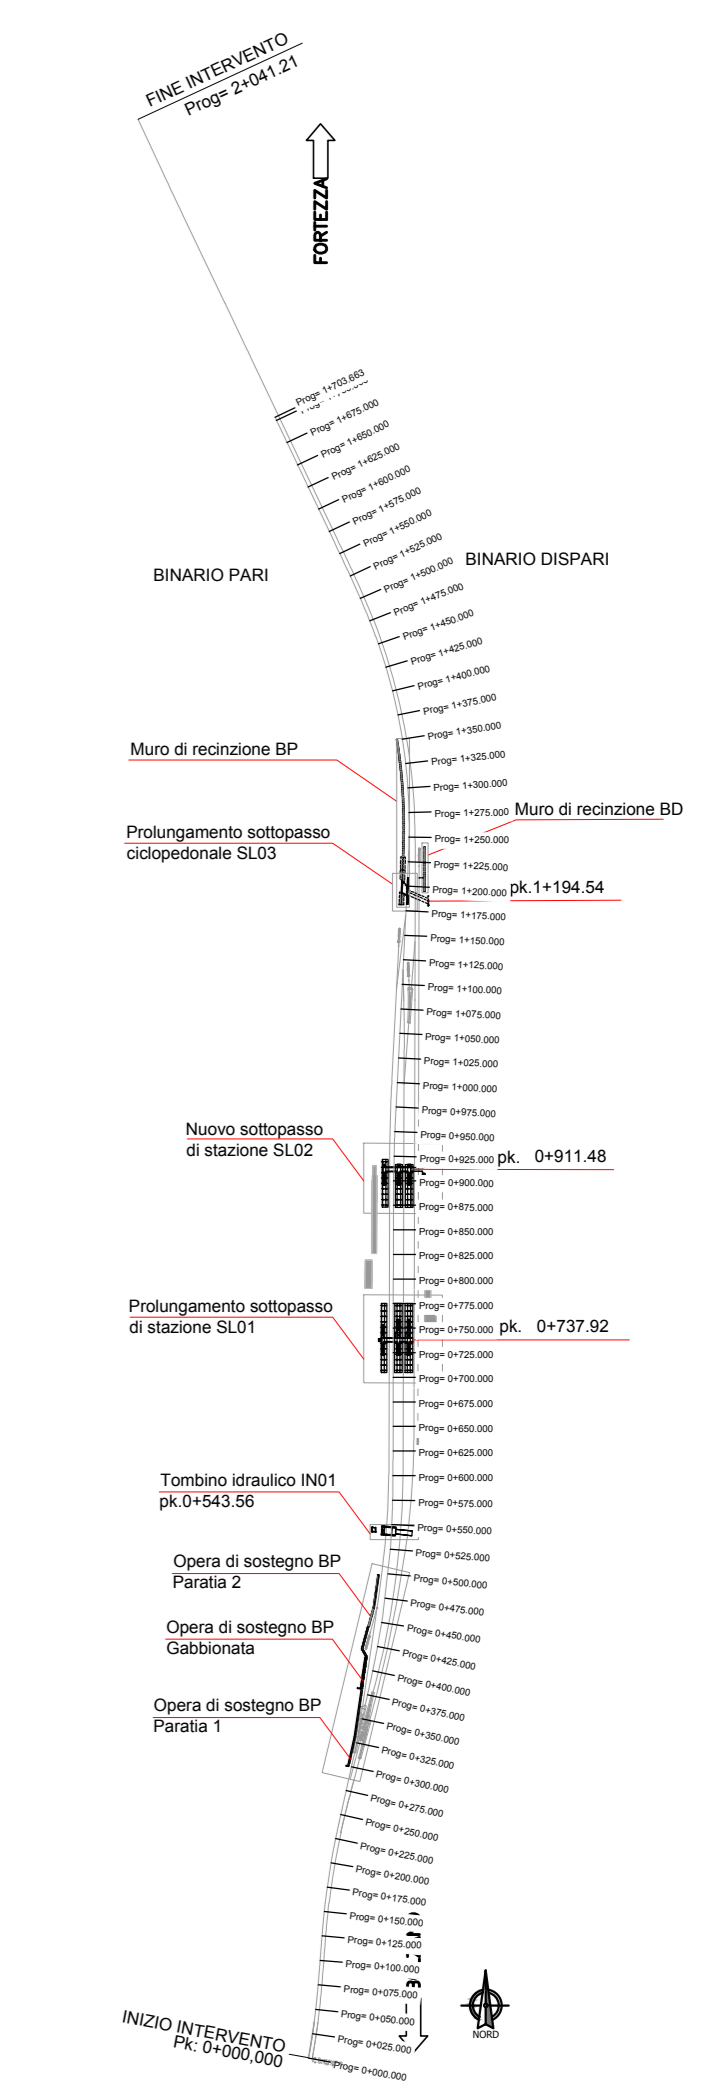 FINE INTERVENTO
Prog= 2+041.21
FORTEZZA
Prog= 1+703.663
Prog= 1+675.000
Prog= 1+650.000
Prog= 1+625.000
Prog= 1+600.000
Prog= 1+575.000
Prog= 1+550.000
Prog= 1+525.000
BINARIO DISPARI
BINARIO PARI
Prog= 1+500.000
Prog= 1+475.000
Prog= 1+450.000
Prog= 1+425.000
Prog= 1+400.000
Prog= 1+375.000
Prog= 1+350.000
Muro di recinzione BP
Prog= 1+325.000
Prog= 1+300.000
Prog= 1+275.000
Muro di recinzione BD
Prolungamento sottopasso
ciclopedonale SL03
Prog= 1+250.000
Prog= 1+225.000
Prog= 1+200.000
pk.1+194.54
Prog= 1+175.000
Prog= 1+150.000
Prog= 1+125.000
Prog= 1+100.000
Prog= 1+075.000
Prog= 1+050.000
Prog= 1+025.000
Prog= 1+000.000
Prog= 0+975.000
Nuovo sottopasso
di stazione SL02
Prog= 0+950.000
Prog= 0+925.000
pk. 0+911.48
Prog= 0+900.000
Prog= 0+875.000
Prog= 0+850.000
Prog= 0+825.000
Prog= 0+800.000
Prolungamento sottopasso
di stazione SL01
Prog= 0+775.000
Prog= 0+750.000
pk. 0+737.92
Prog= 0+725.000
Prog= 0+700.000
Prog= 0+675.000
Prog= 0+650.000
Prog= 0+625.000
Tombino idraulico IN01
pk.0+543.56
Prog= 0+600.000
Prog= 0+575.000
Prog= 0+550.000
Prog= 0+525.000
Opera di sostegno BP
Paratia 2
Prog= 0+500.000
Prog= 0+475.000
Opera di sostegno BP
Gabbionata
Prog= 0+450.000
Prog= 0+425.000
Prog= 0+400.000
Opera di sostegno BP
Paratia 1
Prog= 0+375.000
Prog= 0+350.000
Prog= 0+325.000
Prog= 0+300.000
Prog= 0+275.000
Prog= 0+250.000
Prog= 0+225.000
Prog= 0+200.000
Prog= 0+175.000
Prog= 0+150.000
Prog= 0+125.000
Prog= 0+100.000
Prog= 0+075.000
Prog= 0+050.000
Prog= 0+025.000
Prog= 0+000.000
NORD
INIZIO INTERVENTO
Pk: 0+000,000